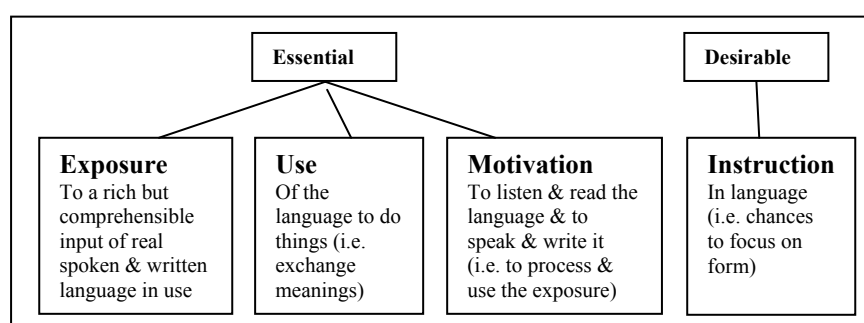 Essential
Desirable
Exposure
To a rich but
comprehensible
input of real
spoken & written
language in use
Use
Of the
language to do
things (i.e.
exchange
meanings)
Motivation
To listen & read the
language & to
speak & write it
(i.e. to process &
use the exposure)
Instruction
In language
(i.e. chances
to focus on
form)